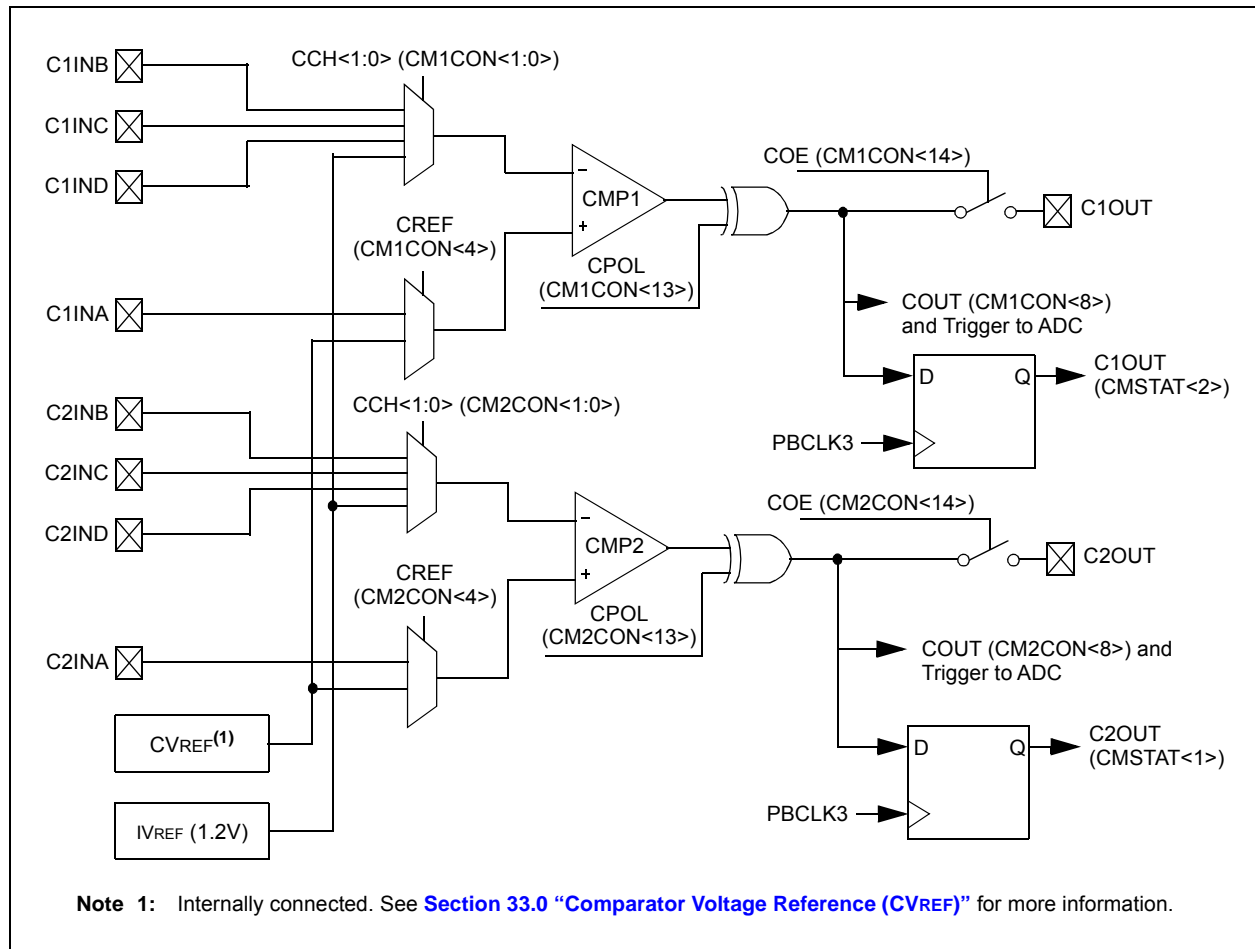 C1INB
CCH<1:0> (CM1CON<1:0>)
C1INC
C1IND
COE (CM1CON<14>)
–
CMP1
+
C1OUT
CREF
(CM1CON<4>)
CPOL
(CM1CON<13>)
C1INA
COUT (CM1CON<8>)
and Trigger to ADC
D
Q
C1OUT
(CMSTAT<2>)
PBCLK3
C2INB
CCH<1:0> (CM2CON<1:0>)
C2INC
C2IND
COE (CM2CON<14>)
–
CMP2
+
C2OUT
CREF
(CM2CON<4>)
CPOL
(CM2CON<13>)
C2INA
COUT (CM2CON<8>) and
Trigger to ADC
CVREF(1)
D
Q
C2OUT
(CMSTAT<1>)
PBCLK3
IVREF (1.2V)
Note 1: Internally connected. See Section 33.0 “Comparator Voltage Reference (CVREF)” for more information.